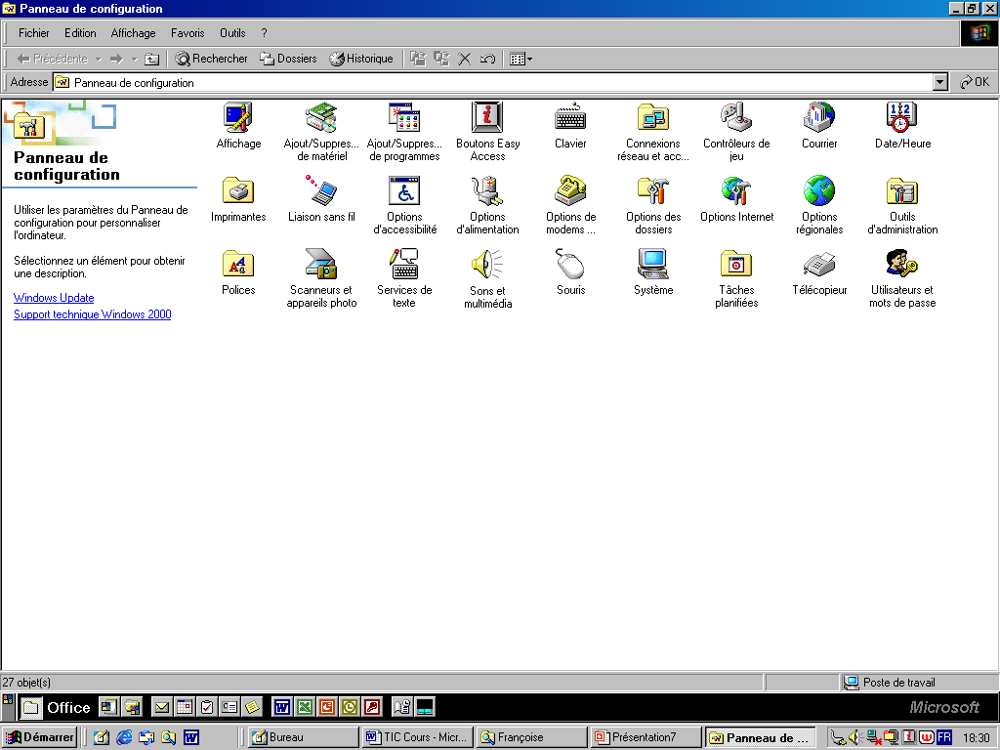 Panneau de configuration
Fichier Edition Affichage Favoris Outils ?
Précédente Rechercher Dossiers Historique
Adresse Panneau de configuration OK
Panneau de
configuration
Utiliser les paramètres du Panneau de
configuration pour personnaliser
l'ordinateur.
Sélectionnez un élément pour obtenir
une description.
Windows Update
Support technique Windows 2000
Affichage
Ajout/Suppres...
de matériel
Ajout/Suppres...
de programmes
Boutons Easy
Access
Clavier
Connexions
réseau et acc...
Contrôleurs de
jeu
Courrier
Date/Heure
Imprimantes
Liaison sans fil
Options
d'accessibilité
Options
d'alimentation
Options de
modems ...
Options des
dossiers
Options Internet
Options
régionales
Outils
d'administration
Polices
Scanneurs et
appareils photo
Services de
texte
Sons et
multimédia
Souris
Système
Tâches
planifiées
Télécopieur
Utilisateurs et
mots de passe
27 objet(s) Poste de travail
Office Microsoft
Démarrer Bureau TIC Cours - Micr... Françoise Présentation7 Panneau de ... FR 18:30